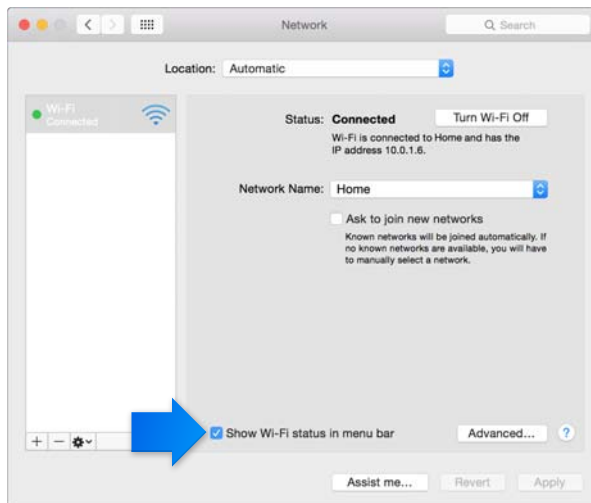 Network
Search
Location: Automatic
Wi-Fi
Connected
Status: Connected
Turn Wi-Fi Off
Wi-Fi is connected to Home and has the
IP address 10.0.1.6.
Network Name: Home
Ask to join new networks
Known networks will be joined automatically. If
no known networks are available, you will have
to manually select a network.
Show Wi-Fi status in menu bar
Advanced...
?
Assist me...
Revert
Apply